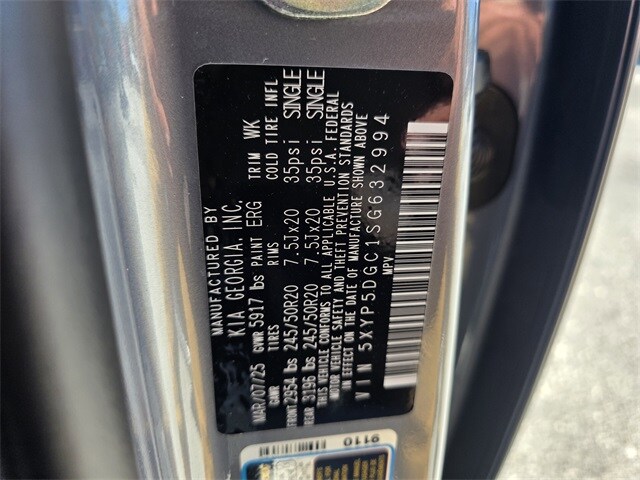 MANUFACTURED BY
KIA GEORGIA, INC.
MAR/07/25 GVWR 5917 lbs PAINT ERG TRIM WK
GAWR TIRES RIMS COLD TIRE INFL
FRONT 2954 lbs 245/50R20 7.5Jx20 35psi SINGLE
REAR 3196 lbs 245/50R20 7.5Jx20 35psi SINGLE
THIS VEHICLE CONFORMS TO ALL APPLICABLE U.S.A. FEDERAL
MOTOR VEHICLE SAFETY AND THEFT PREVENTION STANDARDS
IN EFFECT ON THE DATE OF MANUFACTURE SHOWN ABOVE
VIN 5XYP5DGC1SG632994
MPV
9110